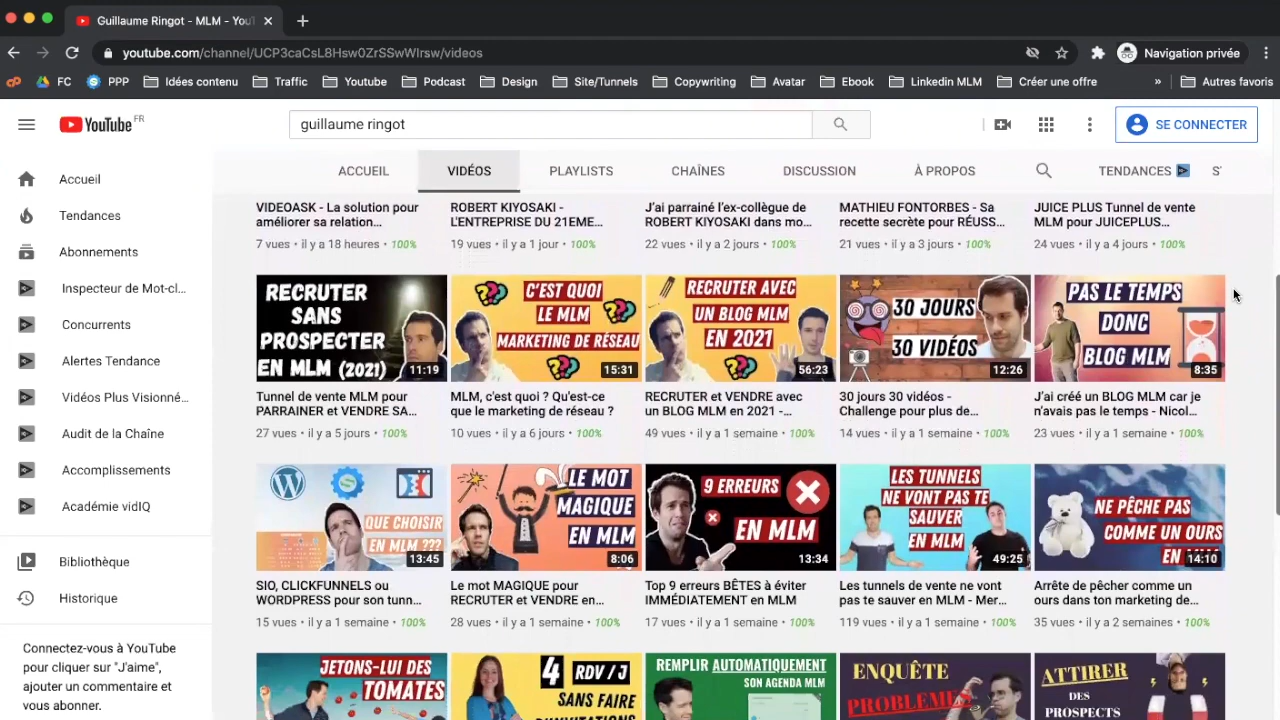 Guillaume Ringot - MLM - YouT
youtube.com/channel/UCP3caCsL8Hsw0ZrSSwWIrsw/videos
Navigation privée
FC
PPP
Idées contenu
Traffic
Youtube
Podcast
Design
Site/Tunnels
Copywriting
Avatar
Ebook
Linkedin MLM
Créer une offre
»
Autres favoris
YouTube FR
guillaume ringot
SE CONNECTER
ACCUEIL
VIDÉOS
PLAYLISTS
CHAÎNES
DISCUSSION
À PROPOS
TENDANCES
Accueil
Tendances
Abonnements
Inspecteur de Mot-cl...
Concurrents
Alertes Tendance
Vidéos Plus Visionné...
Audit de la Chaîne
Accomplissements
Académie vidIQ
Bibliothèque
Historique
Connectez-vous à YouTube
pour cliquer sur "J'aime",
ajouter un commentaire et
vous abonner.
VIDEOASK - La solution pour
améliorer sa relation...
7 vues • il y a 18 heures • 100%
ROBERT KIYOSAKI -
L'ENTREPRISE DU 21EME...
19 vues • il y a 1 jour • 100%
J'ai parrainé l'ex-collègue de
ROBERT KIYOSAKI dans mo...
22 vues • il y a 2 jours • 100%
MATHIEU FONTORBES - Sa
recette secrète pour RÉUSS...
21 vues • il y a 3 jours • 100%
JUICE PLUS Tunnel de vente
MLM pour JUICEPLUS...
24 vues • il y a 4 jours • 100%
RECRUTER
SANS
PROSPECTER
EN MLM (2021)
11:19
Tunnel de vente MLM pour
PARRAINER et VENDRE SA...
27 vues • il y a 5 jours • 100%
C'EST QUOI
LE MLM
MARKETING DE RÉSEAU
15:31
MLM, c'est quoi ? Qu'est-ce
que le marketing de réseau ?
10 vues • il y a 6 jours • 100%
RECRUTER AVEC
UN BLOG MLM
EN 2021
56:23
RECRUTER et VENDRE avec
un BLOG MLM en 2021 -...
49 vues • il y a 1 semaine • 100%
30 JOURS
30 VIDÉOS
12:26
30 jours 30 vidéos -
Challenge pour plus de...
14 vues • il y a 1 semaine • 100%
PAS LE TEMPS
DONC
BLOG MLM
8:35
J'ai créé un BLOG MLM car je
n'avais pas le temps - Nicol...
23 vues • il y a 1 semaine • 100%
QUE CHOISIR
EN MLM ???
13:45
SIO, CLICKFUNNELS ou
WORDPRESS pour son tunn...
15 vues • il y a 1 semaine • 100%
LE MOT
MAGIQUE
EN MLM
8:06
Le mot MAGIQUE pour
RECRUTER et VENDRE en...
28 vues • il y a 1 semaine • 100%
9 ERREURS
EN MLM
13:34
Top 9 erreurs BÊTES à éviter
IMMÉDIATEMENT en MLM
17 vues • il y a 1 semaine • 100%
LES TUNNELS
NE VONT PAS TE
SAUVER
EN MLM
49:25
Les tunnels de vente ne vont
pas te sauver en MLM - Mer...
119 vues • il y a 1 semaine • 100%
NE PÊCHE PAS
COMME UN OURS
EN
14:10
Arrête de pêcher comme un
ours dans ton marketing de...
35 vues • il y a 2 semaines • 100%
JETONS-LUI DES
TOMATES
4 RDV / J
SANS FAIRE
D'INVITATIONS
REMPLIR AUTOMATIQUEMENT
SON AGENDA MLM
ENQUÊTE
PROBLEMES
ATTIRER
DES
PROSPECTS